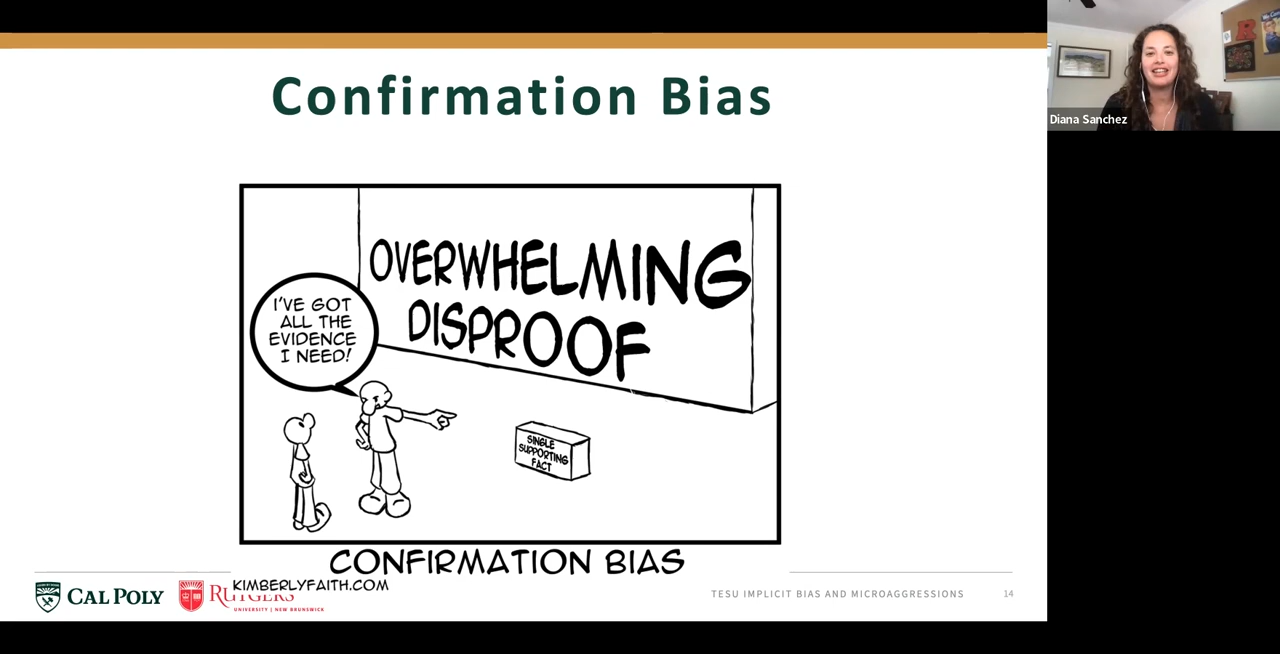 Confirmation Bias
Diana Sanchez
OVERWHELMING
DISPROOF
I'VE GOT
ALL THE
EVIDENCE
I NEED!
SINGLE
SUPPORTING
FACT
CONFIRMATION BIAS
KIMBERLYFAITH.COM
CAL POLY
RUTGERS
UNIVERSITY | NEW BRUNSWICK
TESU IMPLICIT BIAS AND MICROAGGRESSIONS
14